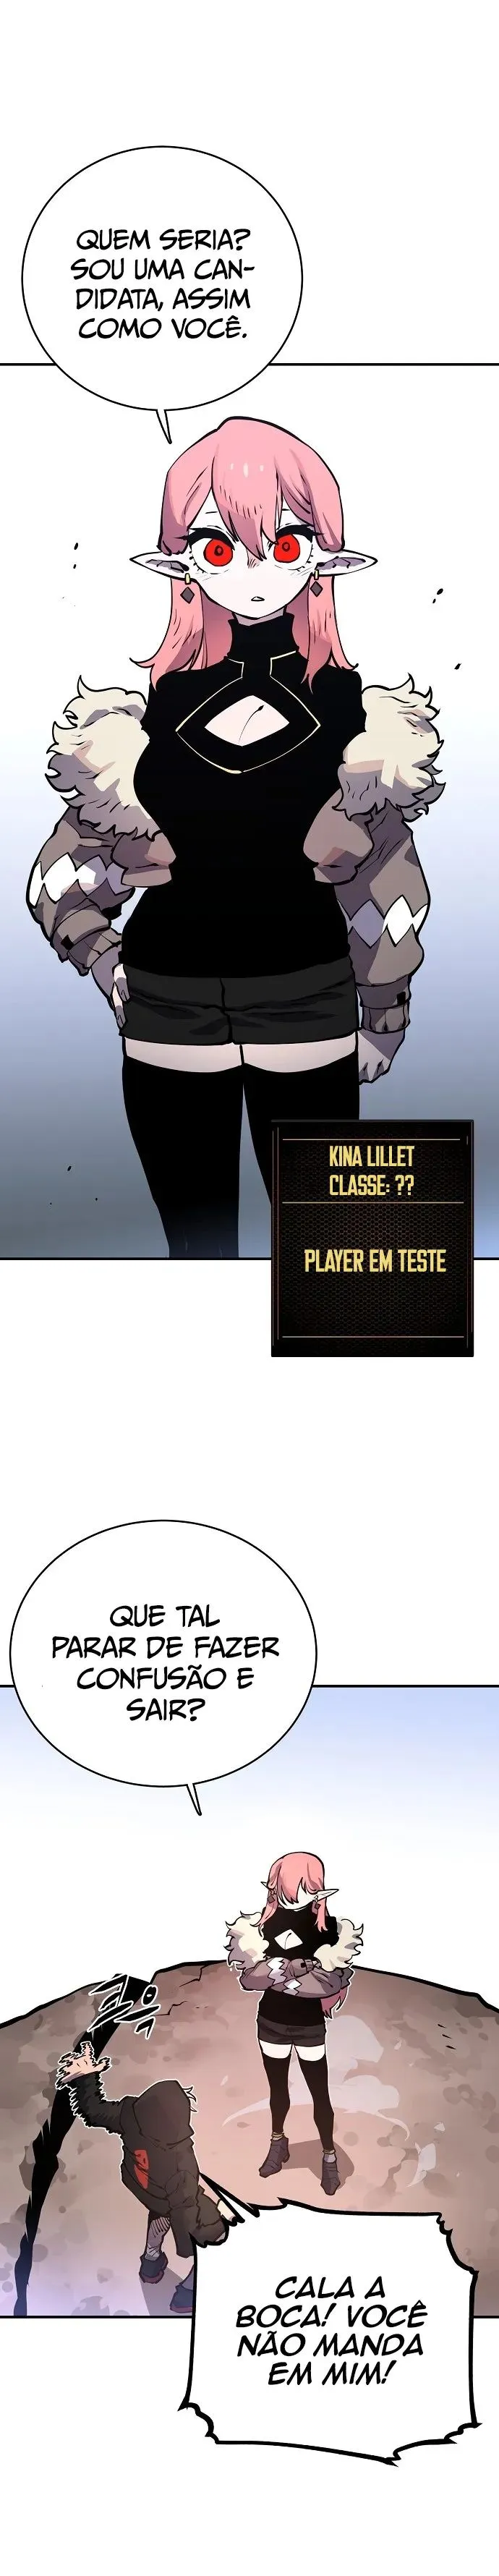 QUEM SERIA?
SOU UMA CAN-
DIDATA, ASSIM
COMO VOCÊ.
KINA LILLET
CLASSE: ??
PLAYER EM TESTE
QUE TAL
PARAR DE FAZER
CONFUSÃO E
SAIR?
CALA A
BOCA! VOCÊ
NÃO MANDA
EM MIM!